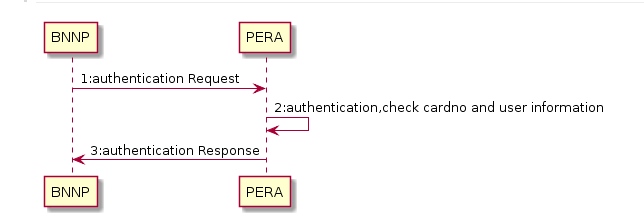 BNNP PERA
1:authentication Request
2:authentication,check cardno and user information
3:authentication Response
BNNP PERA